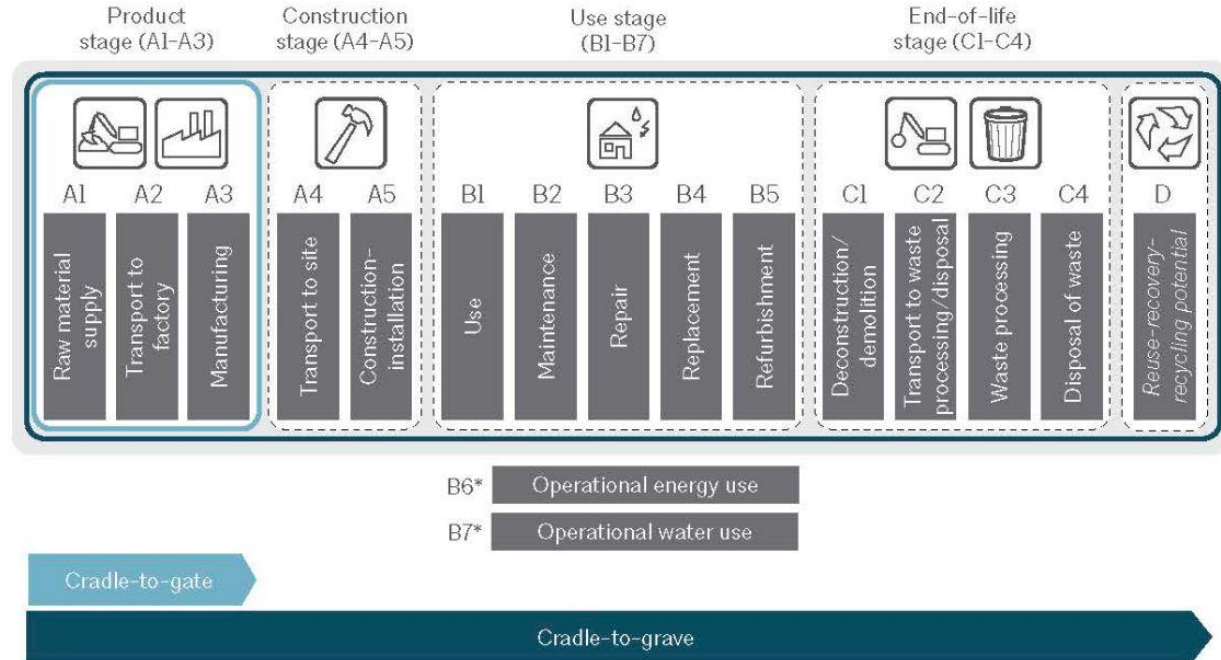 Product
stage (A1-A3)
Construction
stage (A4-A5)
Use stage
(B1-B7)
End-of-life
stage (C1-C4)
A1
A2
A3
A4
A5
B1
B2
B3
B4
B5
C1
C2
C3
C4
D
Raw material
supply
Transport to
factory
Manufacturing
Transport to site
Construction-
installation
Use
Maintenance
Repair
Replacement
Refurbishment
Deconstruction/
demolition
Transport to waste
processing/disposal
Waste processing
Disposal of waste
Reuse-recovery-
recycling potential
B6* Operational energy use
B7* Operational water use
Cradle-to-gate
Cradle-to-grave